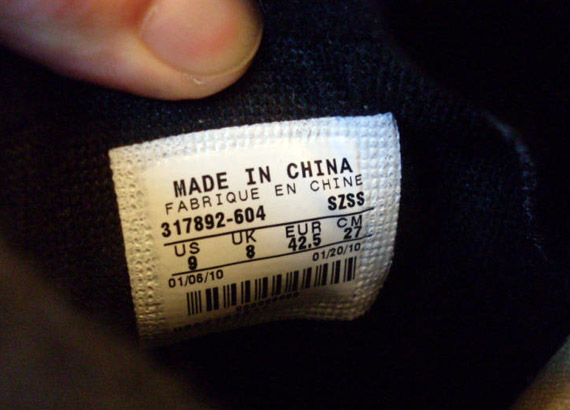 MADE IN CHINA
FABRIQUE EN CHINE
317892-604 SZSS
US UK EUR CM
9 8 42.5 27
01/06/10 01/20/10